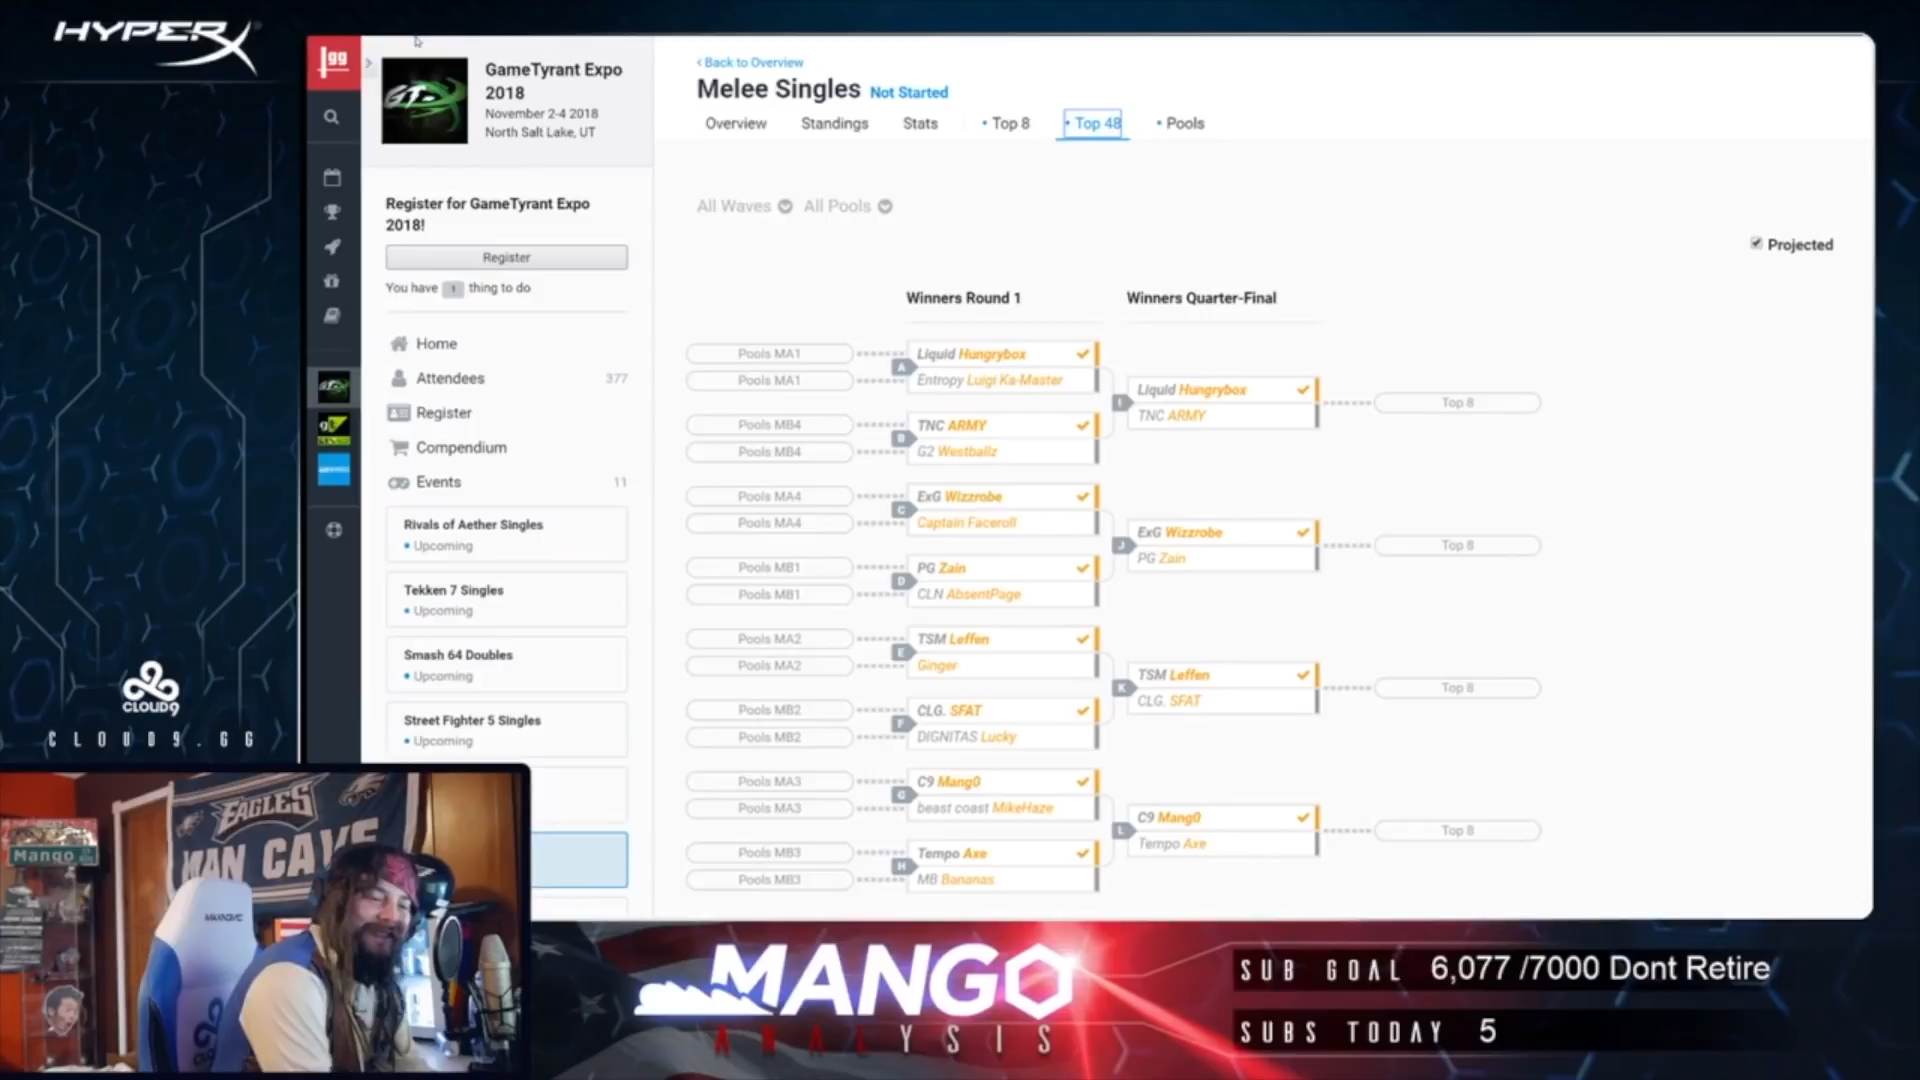 HYPERX
gg
GameTyrant Expo
2018
November 2-4 2018
North Salt Lake, UT
Register for GameTyrant Expo
2018!
Register
You have 1 thing to do
Home
Attendees 377
Register
Compendium
Events 11
Rivals of Aether Singles
• Upcoming
Tekken 7 Singles
• Upcoming
Smash 64 Doubles
• Upcoming
Street Fighter 5 Singles
• Upcoming
‹ Back to Overview
Melee Singles Not Started
Overview Standings Stats • Top 8 • Top 48 • Pools
All Waves All Pools
Projected
Winners Round 1 Winners Quarter-Final
Pools MA1
Pools MA1
A
Liquid Hungrybox
Entropy Luigi Ka-Master
Pools MB4
Pools MB4
B
TNC ARMY
G2 Westballz
I
Liquid Hungrybox
TNC ARMY
Top 8
Pools MA4
Pools MA4
C
ExG Wizzrobe
Captain Faceroll
Pools MB1
Pools MB1
D
PG Zain
CLN AbsentPage
J
ExG Wizzrobe
PG Zain
Top 8
Pools MA2
Pools MA2
E
TSM Leffen
Ginger
Pools MB2
Pools MB2
F
CLG. SFAT
DIGNITAS Lucky
K
TSM Leffen
CLG. SFAT
Top 8
Pools MA3
Pools MA3
G
C9 Mang0
beast coast MikeHaze
Pools MB3
Pools MB3
H
Tempo Axe
MB Bananas
L
C9 Mang0
Tempo Axe
Top 8
CLOUD9
CLOUD9.GG
EAGLES
MAN CAVE
Mango
MAXNOMIC
MANGO
ANALYSIS
SUB GOAL 6,077 /7000 Dont Retire
SUBS TODAY 5